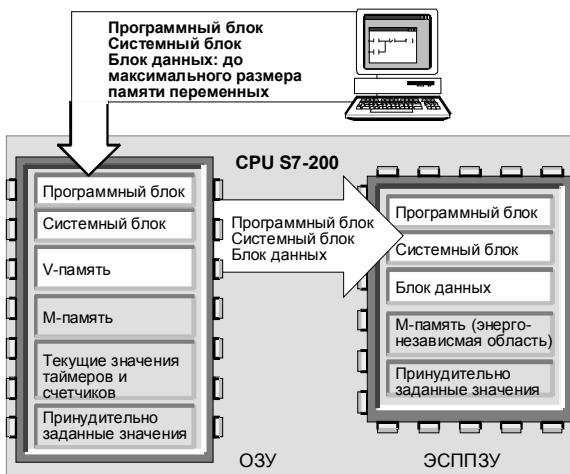 Программный блок
Системный блок
Блок данных: до
максимального размера
памяти переменных
CPU S7-200
Программный блок
Системный блок
V-память
М-память
Текущие значения
таймеров и
счетчиков
Принудительно
заданные значения
ОЗУ
Программный блок
Системный блок
Блок данных
Программный блок
Системный блок
Блок данных
М-память (энерго-
независмая область)
Принудительно
заданные значения
ЭСППЗУ